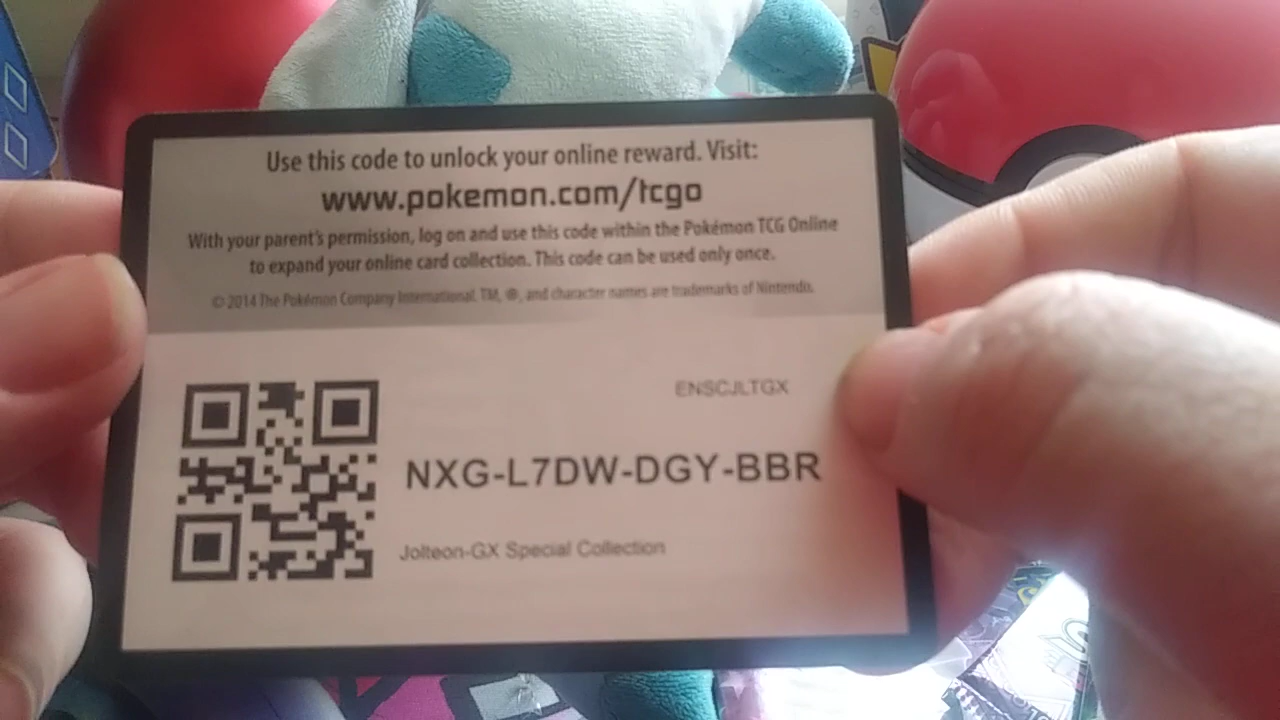 Use this code to unlock your online reward. Visit:
www.pokemon.com/tcgo
With your parent's permission, log on and use this code within the Pokémon TCG Online
to expand your online card collection. This code can be used only once.
© 2014 The Pokémon Company International. TM, ®, and character names are trademarks of Nintendo.
ENSCJLTGX
NXG-L7DW-DGY-BBR
Jolteon-GX Special Collection